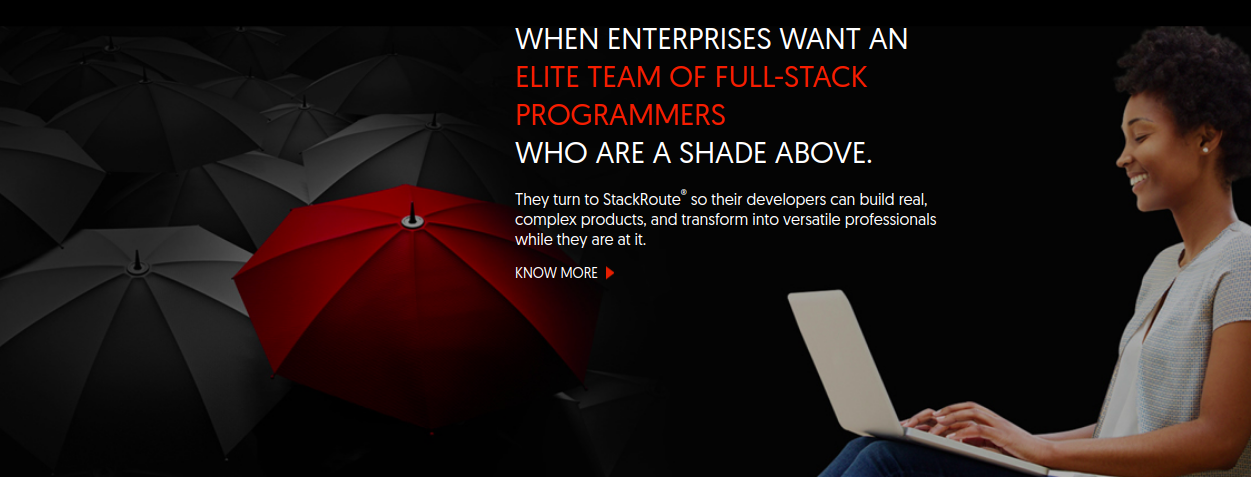 WHEN ENTERPRISES WANT AN
ELITE TEAM OF FULL-STACK
PROGRAMMERS
WHO ARE A SHADE ABOVE.
They turn to StackRoute® so their developers can build real,
complex products, and transform into versatile professionals
while they are at it.
KNOW MORE